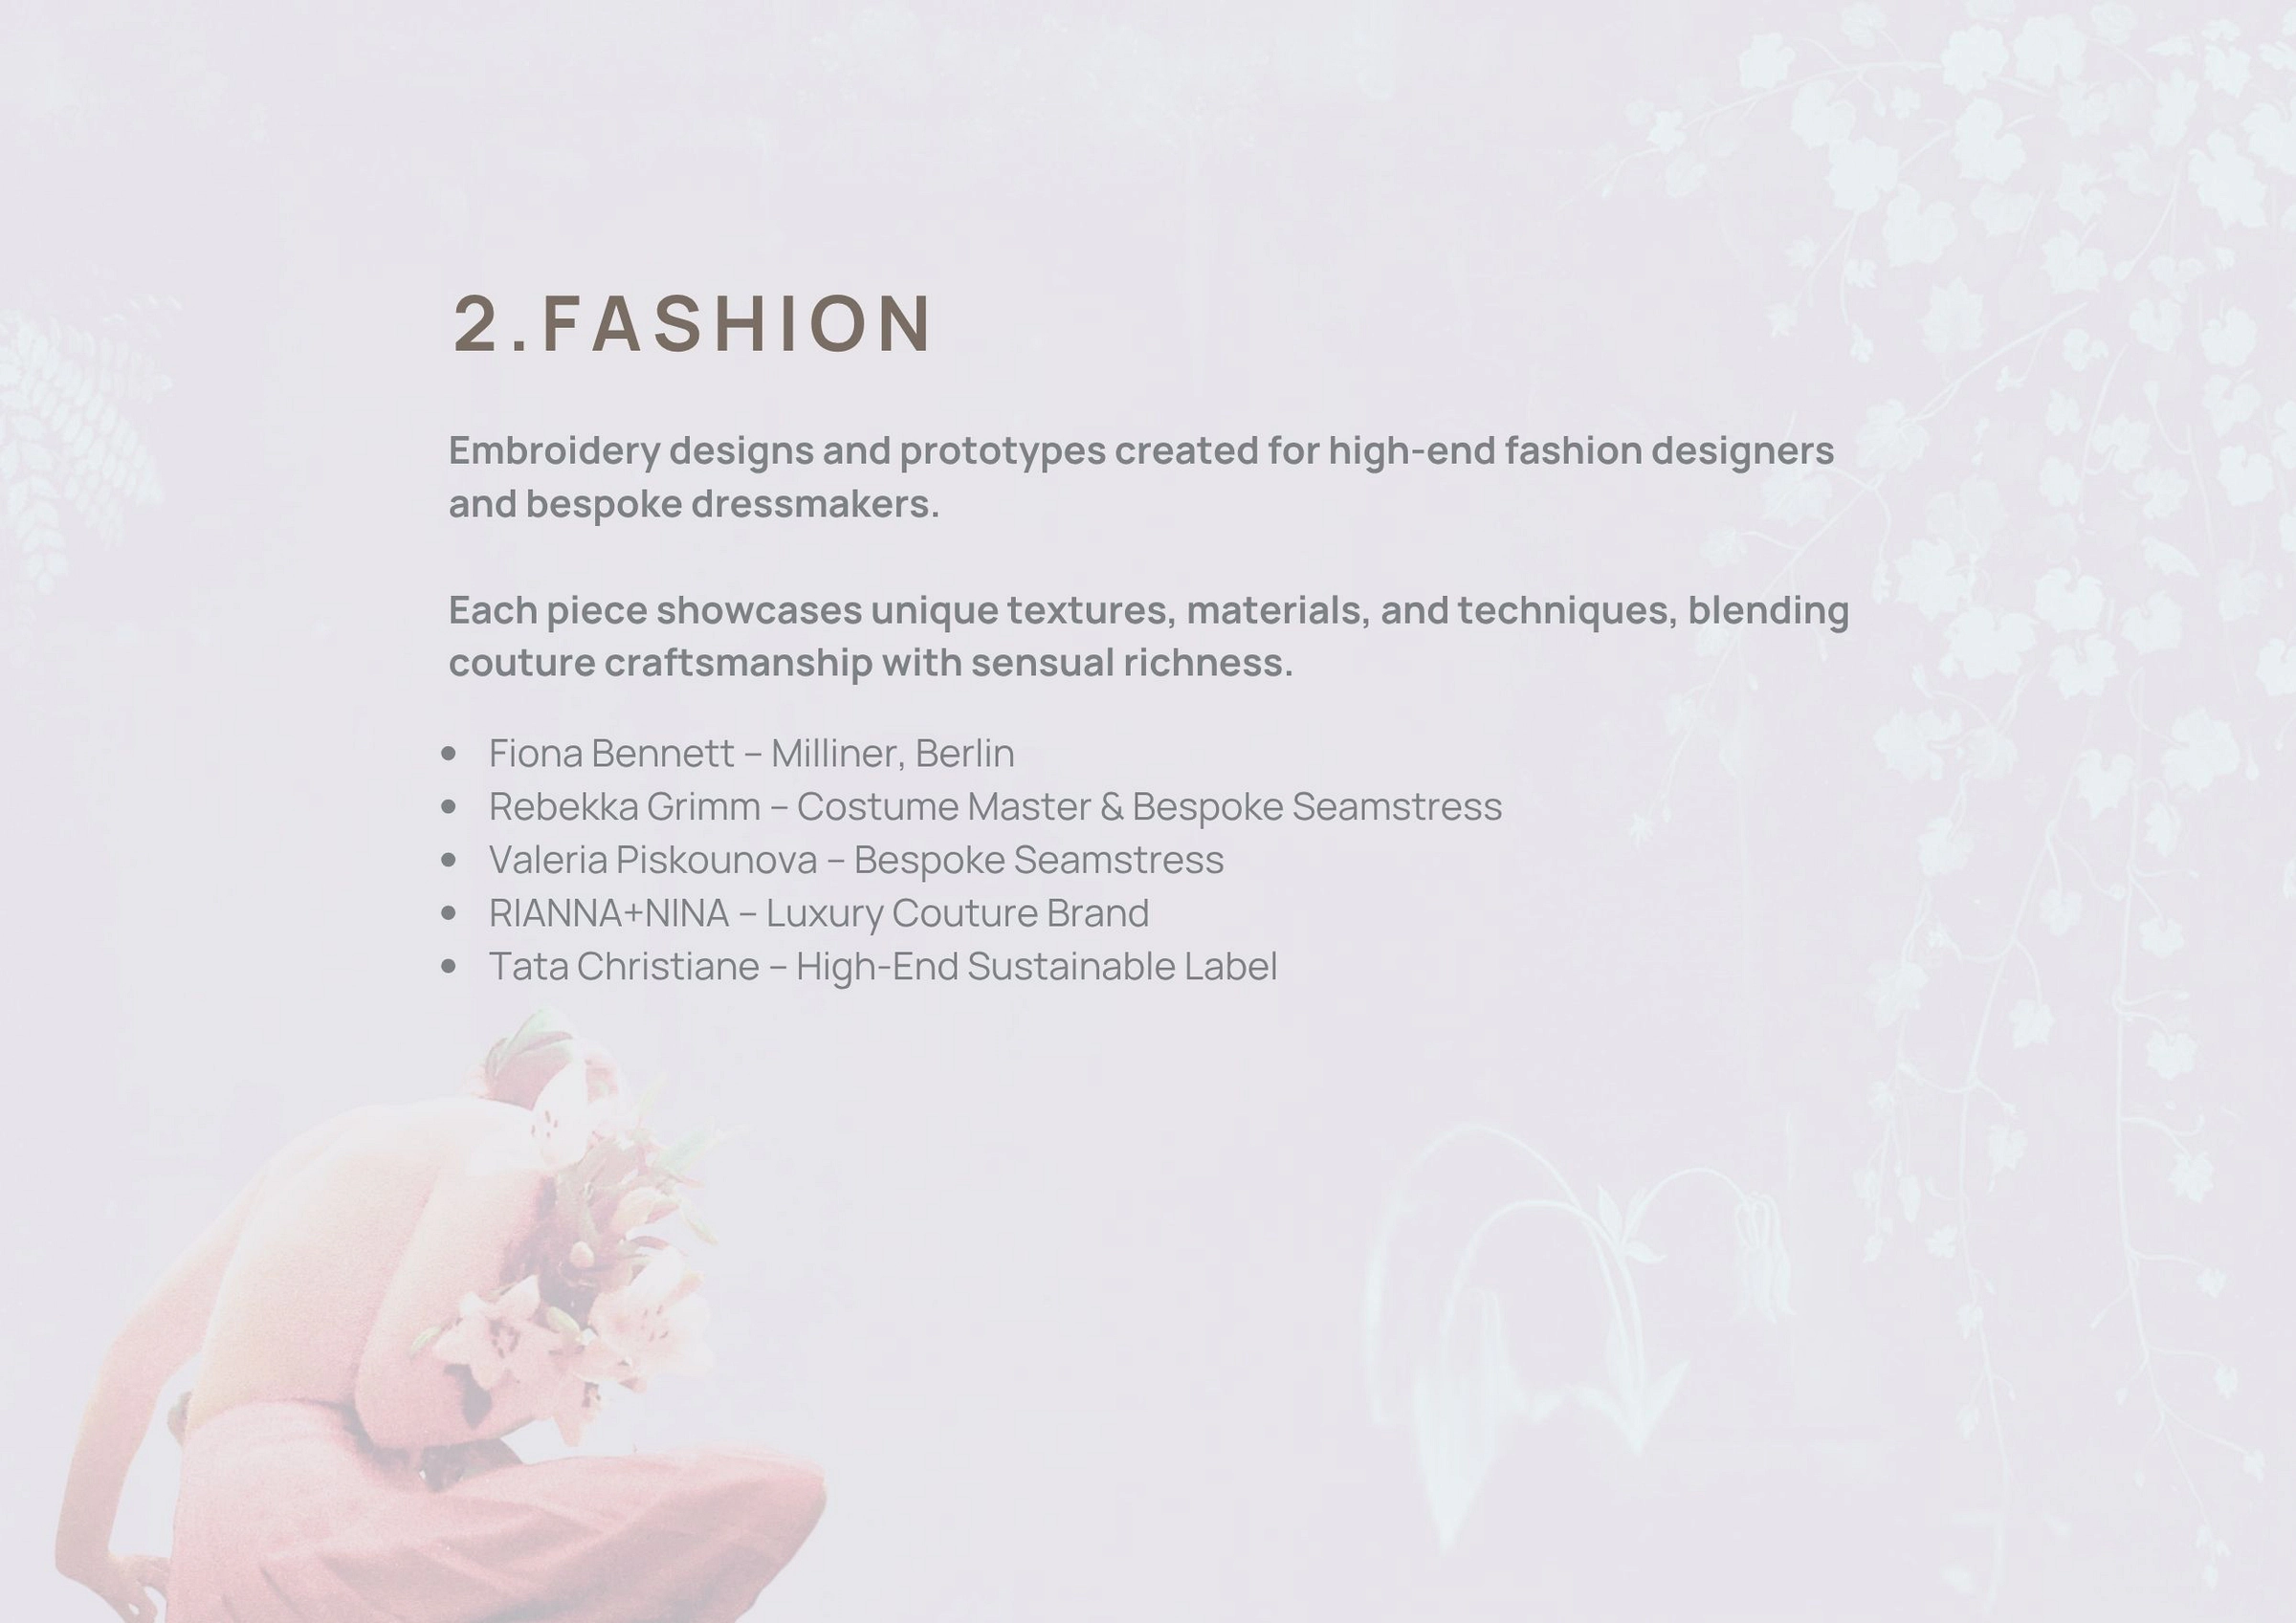 2.FASHION
Embroidery designs and prototypes created for high-end fashion designers
and bespoke dressmakers.
Each piece showcases unique textures, materials, and techniques, blending
couture craftsmanship with sensual richness.
• Fiona Bennett – Milliner, Berlin
• Rebekka Grimm – Costume Master & Bespoke Seamstress
• Valeria Piskounova – Bespoke Seamstress
• RIANNA+NINA – Luxury Couture Brand
• Tata Christiane – High-End Sustainable Label